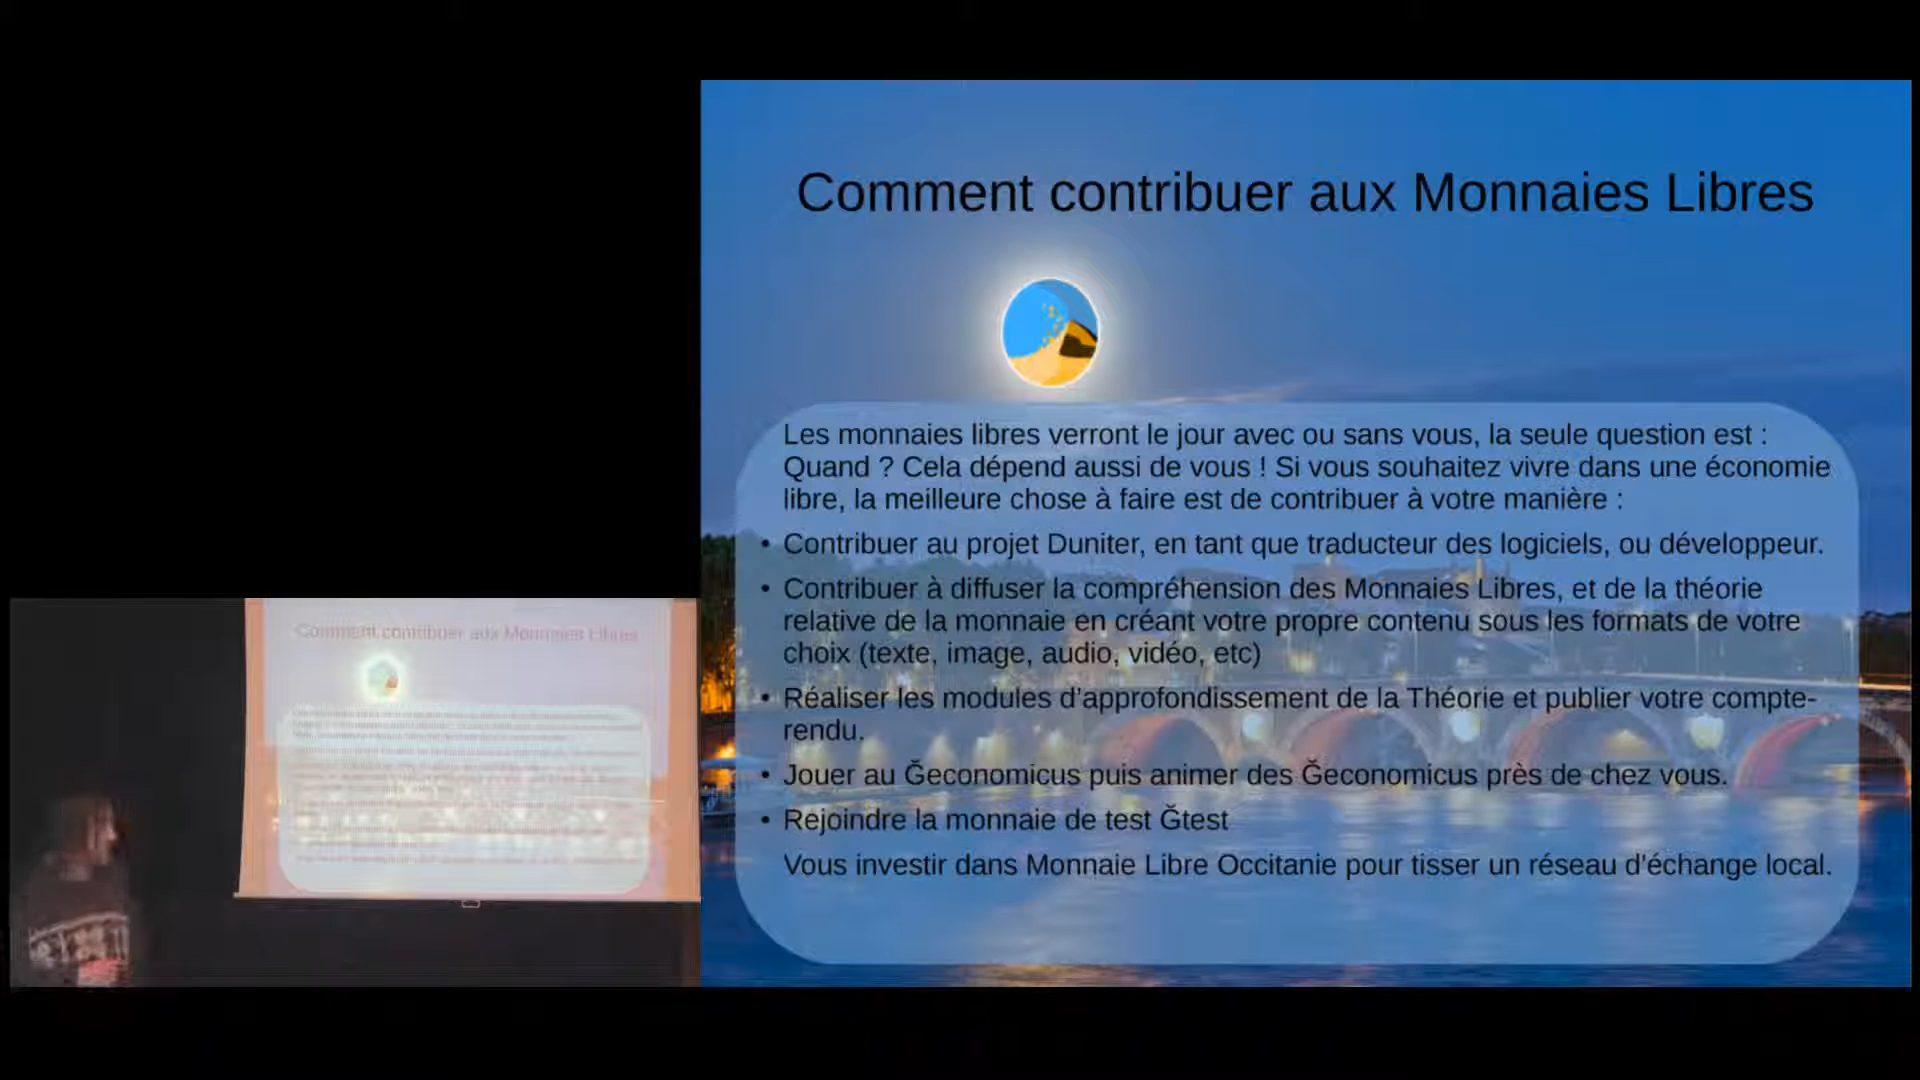 Comment contribuer aux Monnaies Libres
Les monnaies libres verront le jour avec ou sans vous, la seule question est :
Quand ? Cela dépend aussi de vous ! Si vous souhaitez vivre dans une économie
libre, la meilleure chose à faire est de contribuer à votre manière :
• Contribuer au projet Duniter, en tant que traducteur des logiciels, ou développeur.
• Contribuer à diffuser la compréhension des Monnaies Libres, et de la théorie
relative de la monnaie en créant votre propre contenu sous les formats de votre
choix (texte, image, audio, vidéo, etc)
• Réaliser les modules d'approfondissement de la Théorie et publier votre compte-
rendu.
• Jouer au Ğeconomicus puis animer des Ğeconomicus près de chez vous.
• Rejoindre la monnaie de test Ğtest
Vous investir dans Monnaie Libre Occitanie pour tisser un réseau d'échange local.
Comment contribuer aux Monnaies Libres